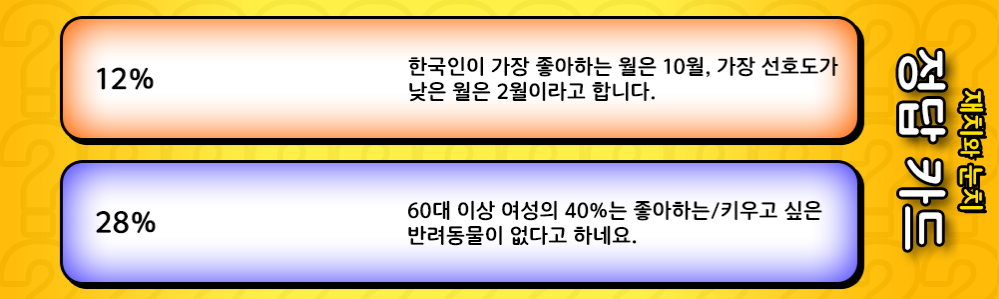 12%
한국인이 가장 좋아하는 월은 10월, 가장 선호도가
낮은 월은 2월이라고 합니다.
28%
60대 이상 여성의 40%는 좋아하는/키우고 싶은
반려동물이 없다고 하네요.
재치와 눈치
정답 카드